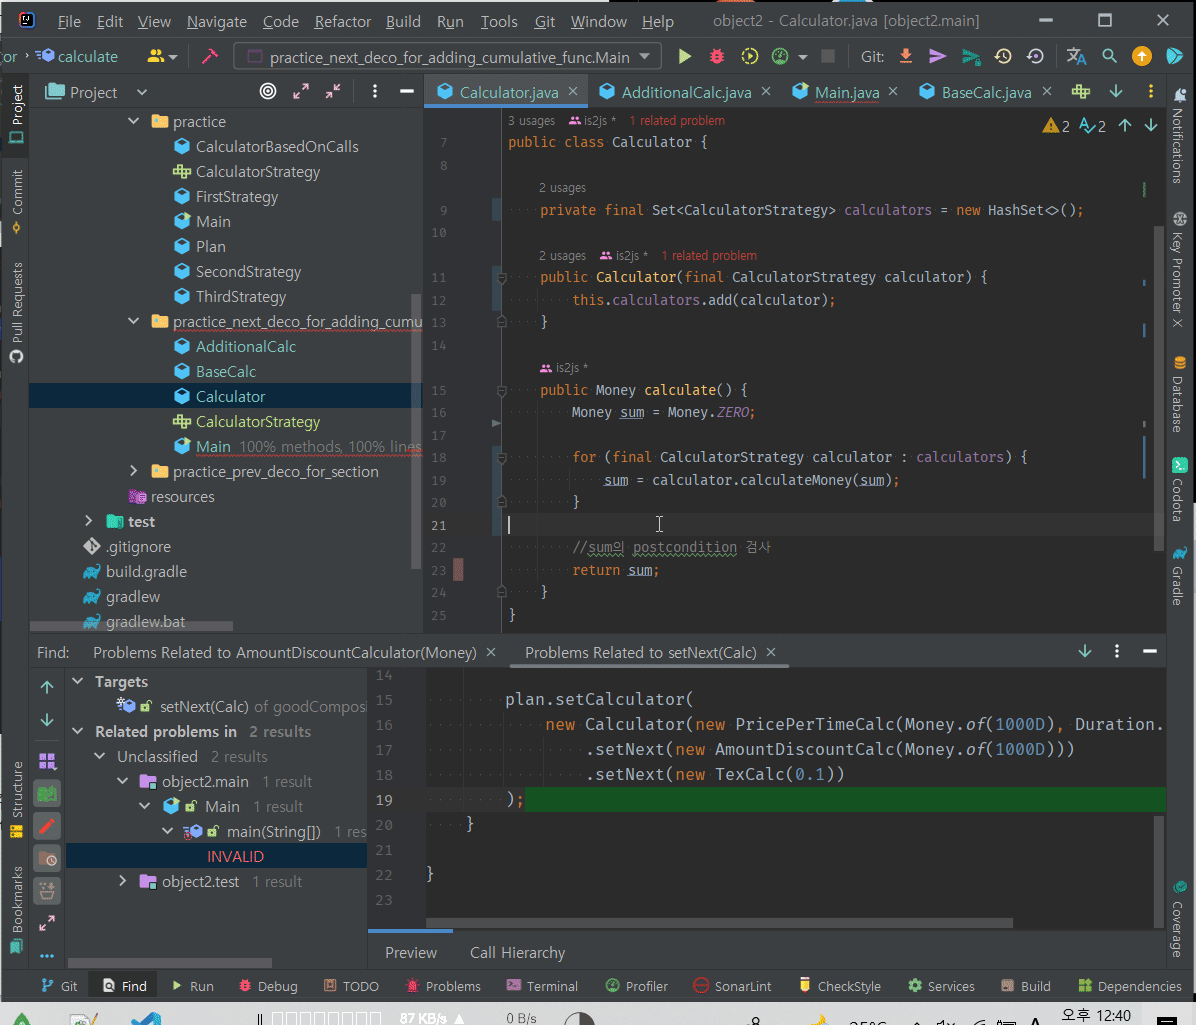 File Edit View Navigate Code Refactor Build Run Tools Git Window Help object2 - Calculator.java [object2.main]
or calculate practice_next_deco_for_adding_cumulative_func.Main Git:
Project
Calculator.java AdditionalCalc.java Main.java BaseCalc.java
Project
Commit
Pull Requests
Structure
Bookmarks
practice
CalculatorBasedOnCalls
CalculatorStrategy
FirstStrategy
Main
Plan
SecondStrategy
ThirdStrategy
practice_next_deco_for_adding_cumu
AdditionalCalc
BaseCalc
Calculator
CalculatorStrategy
Main 100% methods, 100% lines
practice_prev_deco_for_section
resources
test
.gitignore
build.gradle
gradlew
gradlew.bat
3 usages is2js * 1 related problem
2 2
7 public class Calculator {
8
2 usages
9 private final Set<CalculatorStrategy> calculators = new HashSet<>();
10
2 usages is2js * 1 related problem
11 public Calculator(final CalculatorStrategy calculator) {
12 this.calculators.add(calculator);
13 }
14
is2js *
15 public Money calculate() {
16 Money sum = Money.ZERO;
17
18 for (final CalculatorStrategy calculator : calculators) {
19 sum = calculator.calculateMoney(sum);
20 }
21
22 //sum의 postcondition 검사
23 return sum;
24 }
25 }
Notifications
Key Promoter X
Database
Codota
Gradle
Coverage
Find: Problems Related to AmountDiscountCalculator(Money) Problems Related to setNext(Calc)
Targets
setNext(Calc) of goodCompos
Related problems in 2 results
Unclassified 2 results
object2.main 1 result
Main 1 result
main(String[]) 1 res
INVALID
object2.test 1 result
14
15 plan.setCalculator(
16 new Calculator(new PricePerTimeCalc(Money.of(1000D), Duration.
17 .setNext(new AmountDiscountCalc(Money.of(1000D)))
18 .setNext(new TexCalc(0.1))
19 );
20 }
21
22 }
23
Preview Call Hierarchy
Git Find Run Debug TODO Problems Terminal Profiler SonarLint CheckStyle Services Build Dependencies
87 KB/s 0 B/s 25°C A 오후 12:40